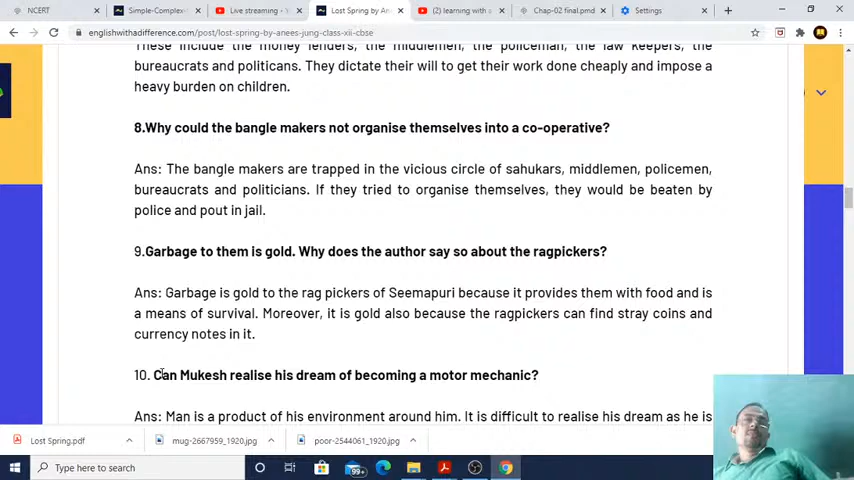 NCERT
Simple-Complex
Live streaming - Y
Lost Spring by Anees Jung
(2) learning with s
Chap-02 final.pmd
Settings
englishwithadifference.com/post/lost-spring-by-anees-jung-class-xii-cbse
These include the money lenders, the middlemen, the policeman, the law keepers, the
bureaucrats and politicians. They dictate their will to get their work done cheaply and impose a
heavy burden on children.
8.Why could the bangle makers not organise themselves into a co-operative?
Ans: The bangle makers are trapped in the vicious circle of sahukars, middlemen, policemen,
bureaucrats and politicians. If they tried to organise themselves, they would be beaten by
police and pout in jail.
9.Garbage to them is gold. Why does the author say so about the ragpickers?
Ans: Garbage is gold to the rag pickers of Seemapuri because it provides them with food and is
a means of survival. Moreover, it is gold also because the ragpickers can find stray coins and
currency notes in it.
10. Can Mukesh realise his dream of becoming a motor mechanic?
Ans: Man is a product of his environment around him. It is difficult to realise his dream as he is
Lost Spring.pdf
mug-2667959_1920.jpg
poor-2544061_1920.jpg
Type here to search
99+